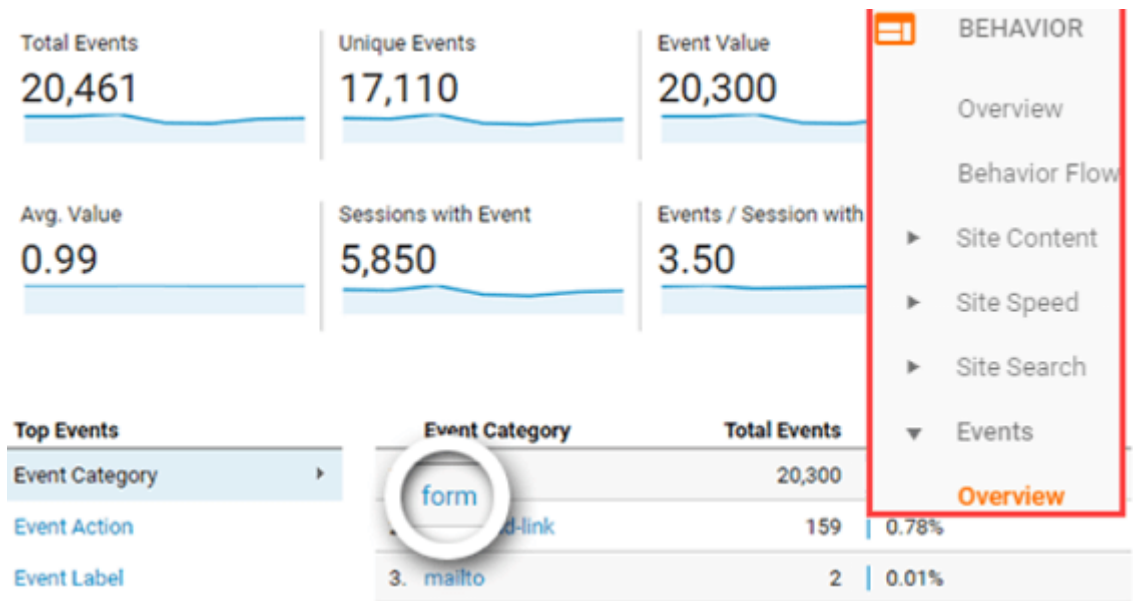 Total Events
20,461
Unique Events
17,110
Event Value
20,300
Avg. Value
0.99
Sessions with Event
5,850
Events / Session with
3.50
BEHAVIOR
Overview
Behavior Flow
Site Content
Site Speed
Site Search
Events
Overview
Top Events
Event Category
Event Action
Event Label
Event Category Total Events
form 20,300
d-link 159 0.78%
3. mailto 2 0.01%